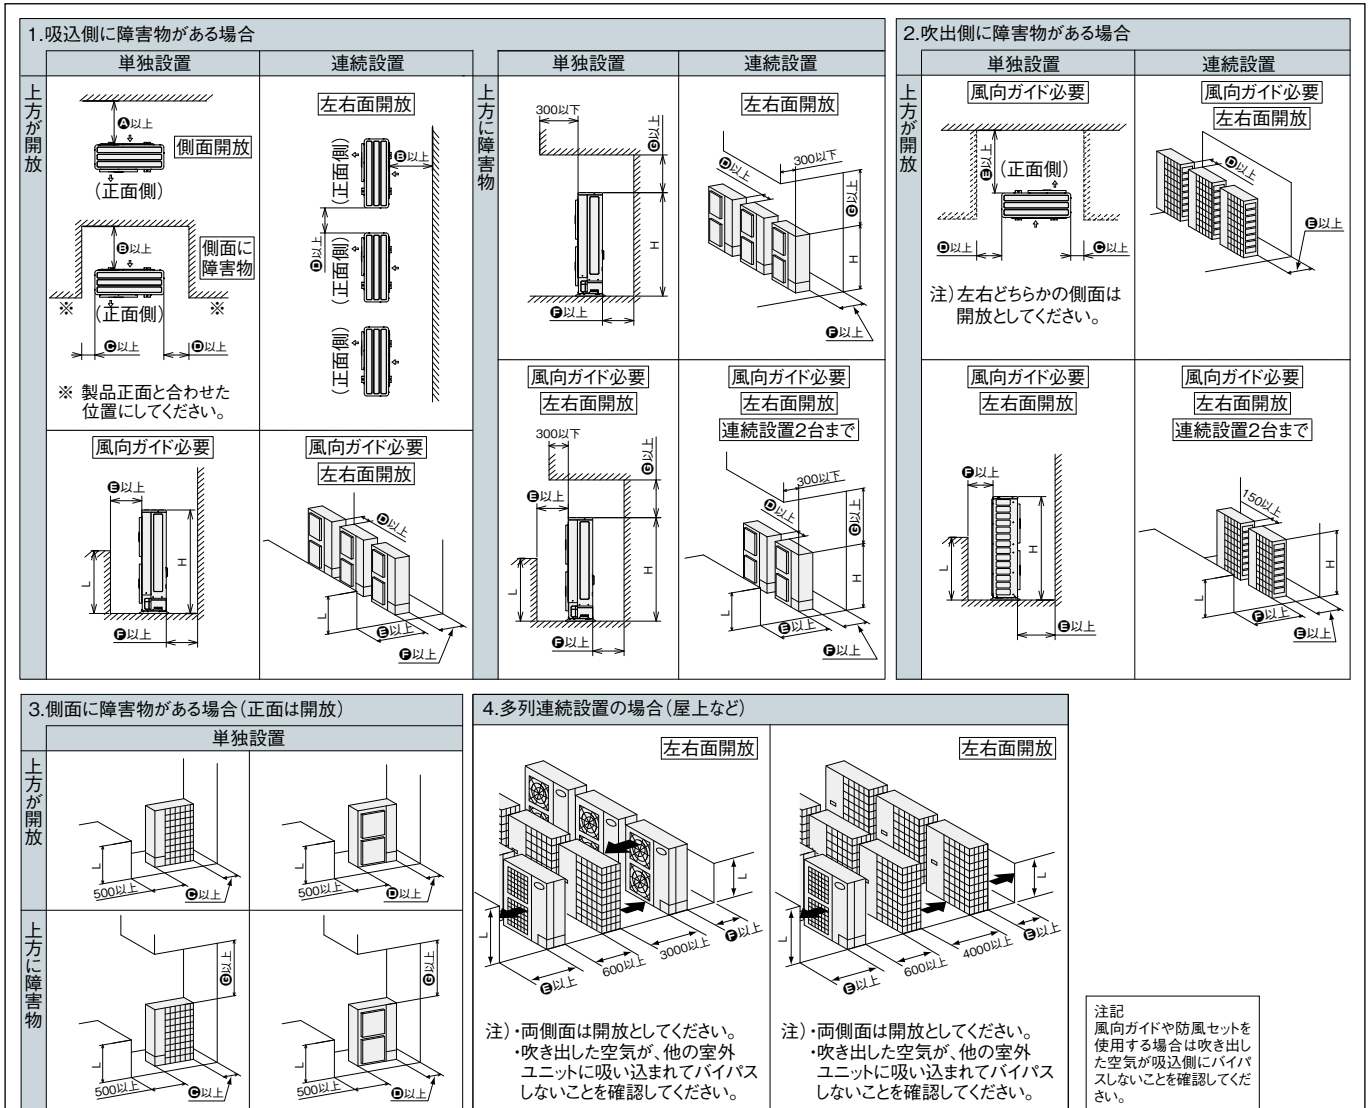 1.吸込側に障害物がある場合
単独設置
連続設置
上方が開放
Ⓐ以上
側面開放
(正面側)
Ⓑ以上
側面に
障害物
(正面側)
※
※
Ⓒ以上
Ⓓ以上
※ 製品正面と合わせた
位置にしてください。
左右面開放
Ⓑ以上
(正面側)
Ⓓ以上
(正面側)
(正面側)
風向ガイド必要
Ⓔ以上
H
L
Ⓕ以上
風向ガイド必要
左右面開放
Ⓓ以上
L
Ⓔ以上
Ⓕ以上
単独設置
連続設置
上方に障害物
300以下
Ⓖ以上
H
Ⓕ以上
左右面開放
300以下
Ⓓ以上
Ⓖ以上
H
Ⓕ以上
風向ガイド必要
左右面開放
300以下
Ⓖ以上
Ⓔ以上
H
L
Ⓕ以上
風向ガイド必要
左右面開放
連続設置2台まで
300以下
Ⓓ以上
Ⓖ以上
H
L
Ⓔ以上
Ⓕ以上
2.吹出側に障害物がある場合
単独設置
連続設置
上方が開放
風向ガイド必要
Ⓔ以上
(正面側)
Ⓓ以上
Ⓒ以上
注)左右どちらかの側面は
開放としてください。
風向ガイド必要
左右面開放
Ⓓ以上
Ⓔ以上
風向ガイド必要
左右面開放
Ⓕ以上
H
L
Ⓔ以上
風向ガイド必要
左右面開放
連続設置2台まで
150以上
H
L
Ⓕ以上
Ⓔ以上
3.側面に障害物がある場合(正面は開放)
単独設置
上方が開放
L
500以上
Ⓒ以上
L
500以上
Ⓓ以上
上方に障害物
Ⓖ以上
L
500以上
Ⓒ以上
Ⓖ以上
L
500以上
Ⓓ以上
4.多列連続設置の場合(屋上など)
左右面開放
L
L
Ⓕ以上
3000以上
600以上
Ⓔ以上
注)・両側面は開放としてください。
・吹き出した空気が、他の室外
ユニットに吸い込まれてバイパス
しないことを確認してください。
左右面開放
L
L
Ⓔ以上
4000以上
600以上
Ⓔ以上
注)・両側面は開放としてください。
・吹き出した空気が、他の室外
ユニットに吸い込まれてバイパス
しないことを確認してください。
注記
風向ガイドや防風セットを
使用する場合は吹き出し
た空気が吸込側にバイパ
スしないことを確認してくだ
さい。